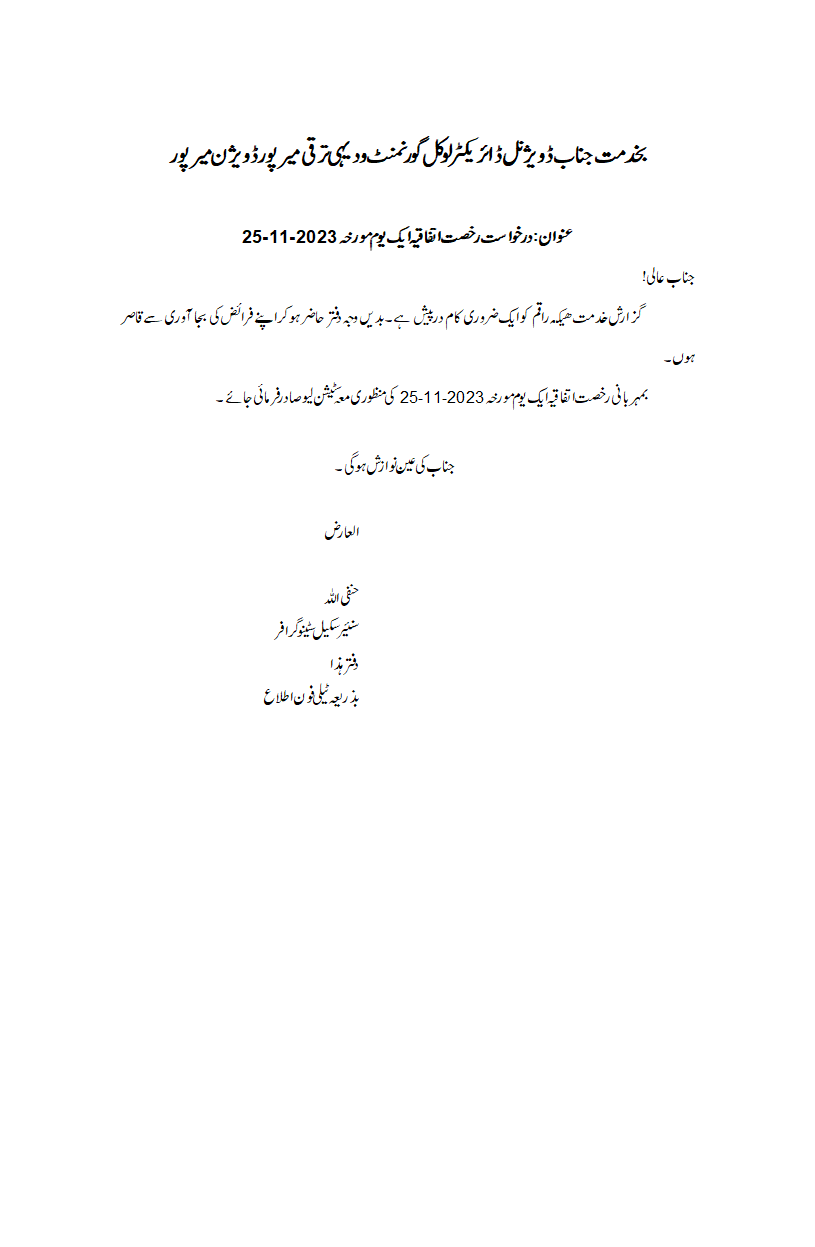 بخدمت جناب ڈویژنل ڈائریکٹر لوکل گورنمنٹ ودیہی ترقی میرپور ڈویژن میرپور
عنوان: درخواست رخصت اتفاقیہ ایک یوم مورخہ 25-11-2023
جناب عالی!
گزارش خدمت ھیکہ راقم کو ایک ضروری کام درپیش ہے۔ بدیں وجہ دفتر حاضر ہو کر اپنے فرائض کی بجا آوری سے قاصر
ہوں۔
بمہربانی رخصت اتفاقیہ ایک یوم مورخہ 25-11-2023 کی منظوری معہ سٹیشن لیو صادر فرمائی جائے۔
جناب کی عین نوازش ہوگی۔
العارض
حنفی اللہ
سنئیر سکیل سٹینوگرافر
دفتر ہذا
بذریعہ ٹیلی فون اطلاع